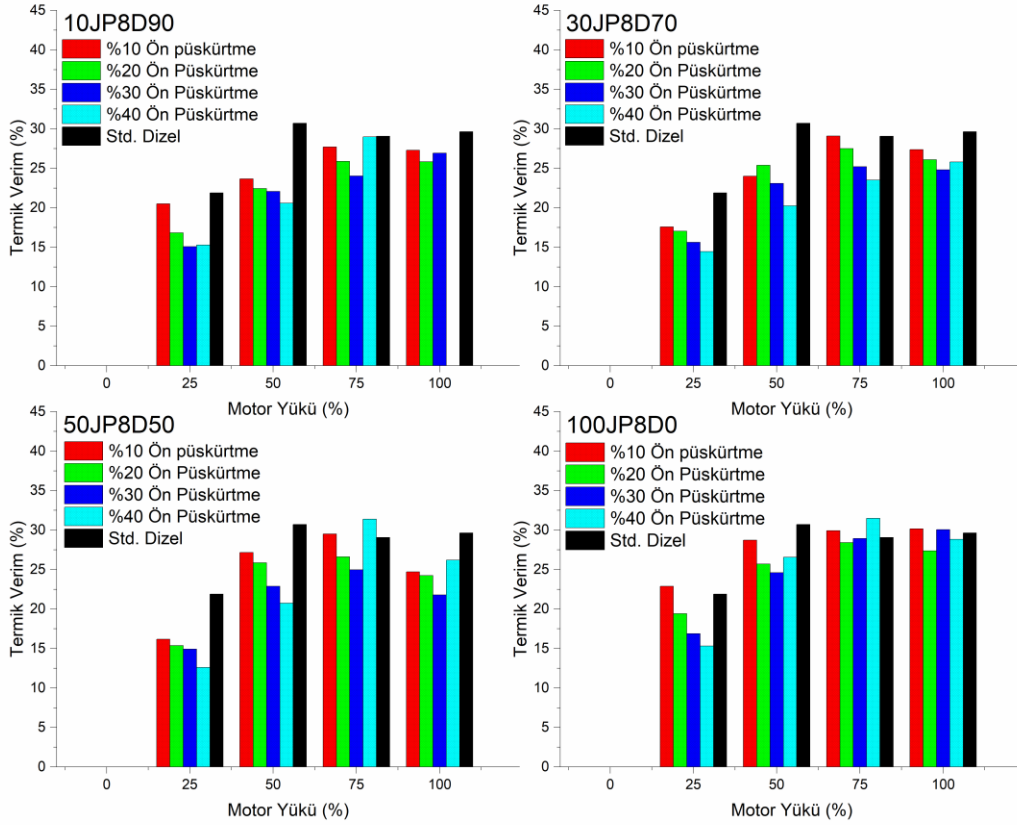 10JP8D90
%10 Ön püskürtme
%20 Ön Püskürtme
%30 Ön Püskürtme
%40 Ön Püskürtme
Std. Dizel
Termik Verim (%)
45
40
35
30
25
20
15
10
5
0
0 25 50 75 100
Motor Yükü (%)
30JP8D70
%10 Ön püskürtme
%20 Ön Püskürtme
%30 Ön Püskürtme
%40 Ön Püskürtme
Std. Dizel
Termik Verim (%)
45
40
35
30
25
20
15
10
5
0
0 25 50 75 100
Motor Yükü (%)
50JP8D50
%10 Ön püskürtme
%20 Ön Püskürtme
%30 Ön Püskürtme
%40 Ön Püskürtme
Std. Dizel
Termik Verim (%)
45
40
35
30
25
20
15
10
5
0
0 25 50 75 100
Motor Yükü (%)
100JP8D0
%10 Ön püskürtme
%20 Ön Püskürtme
%30 Ön Püskürtme
%40 Ön Püskürtme
Std. Dizel
Termik Verim (%)
45
40
35
30
25
20
15
10
5
0
0 25 50 75 100
Motor Yükü (%)